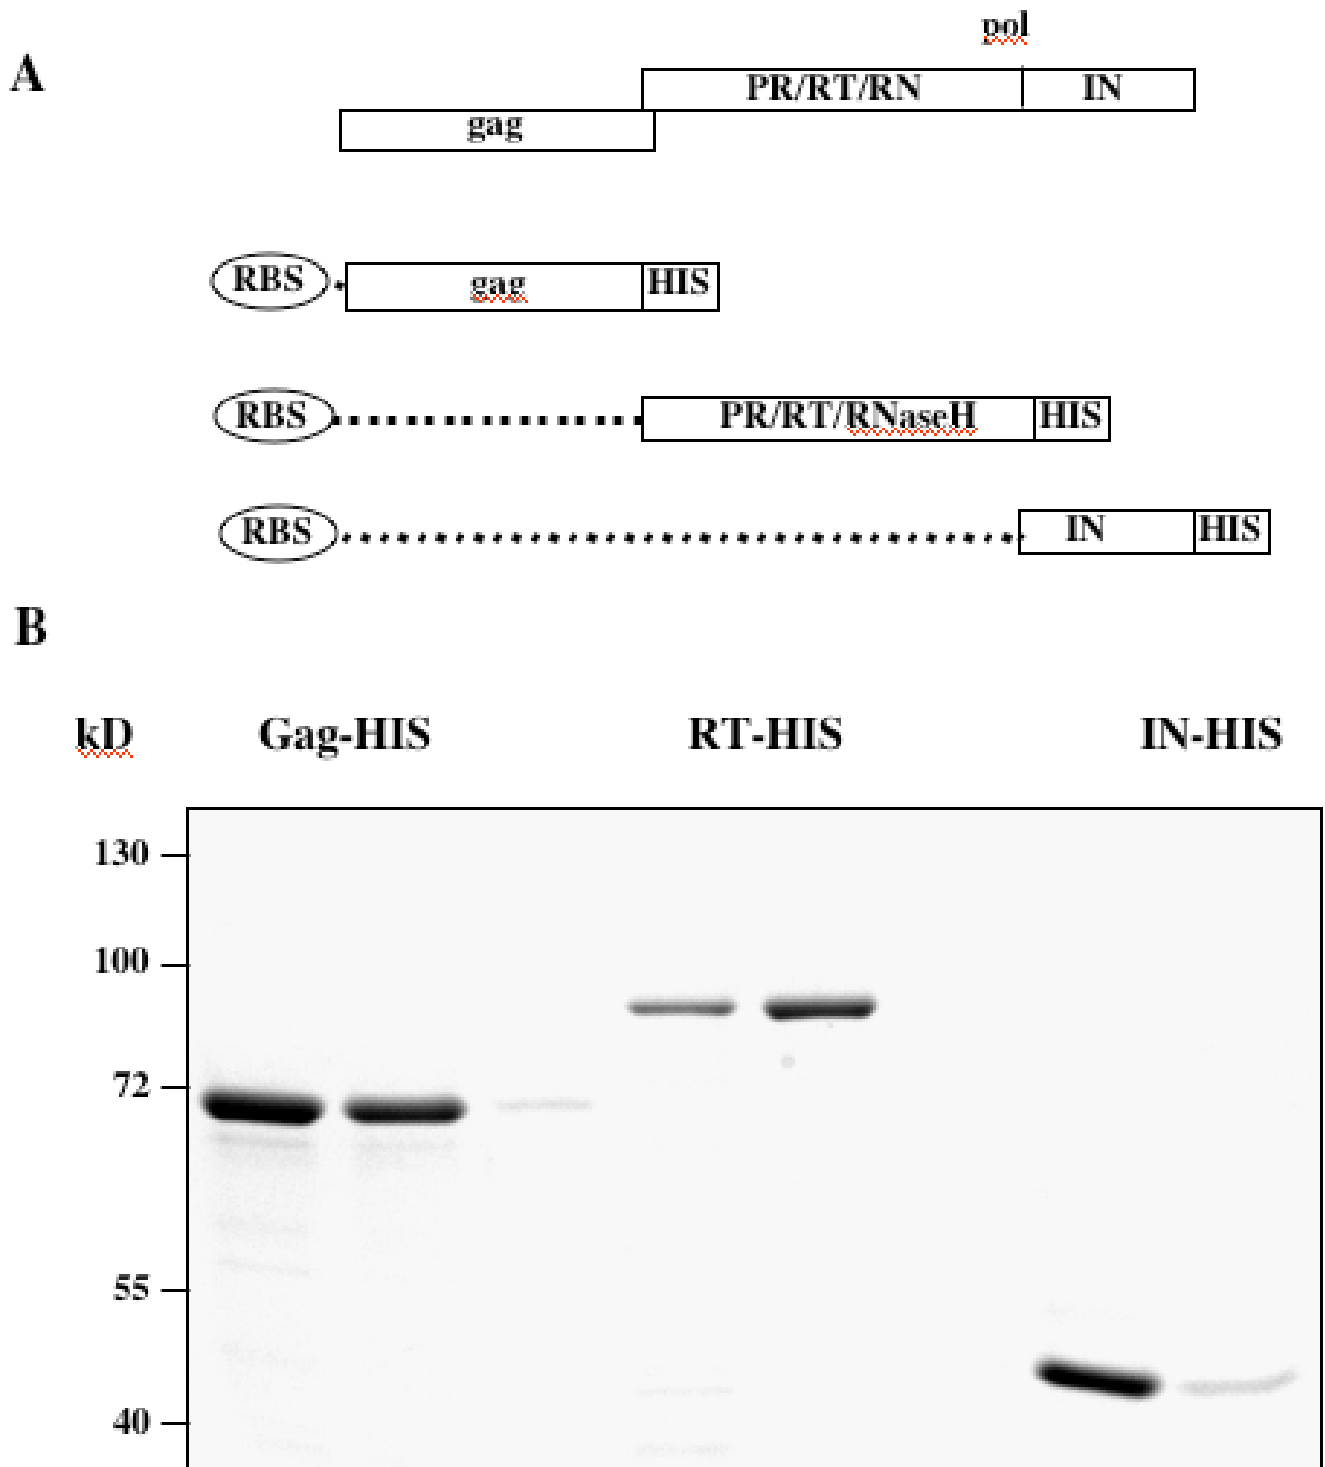 A
pol
PR/RT/RN IN
gag
RBS gag HIS
RBS PR/RT/RNaseH HIS
RBS IN HIS
B
kD Gag-HIS RT-HIS IN-HIS
130
100
72
55
40